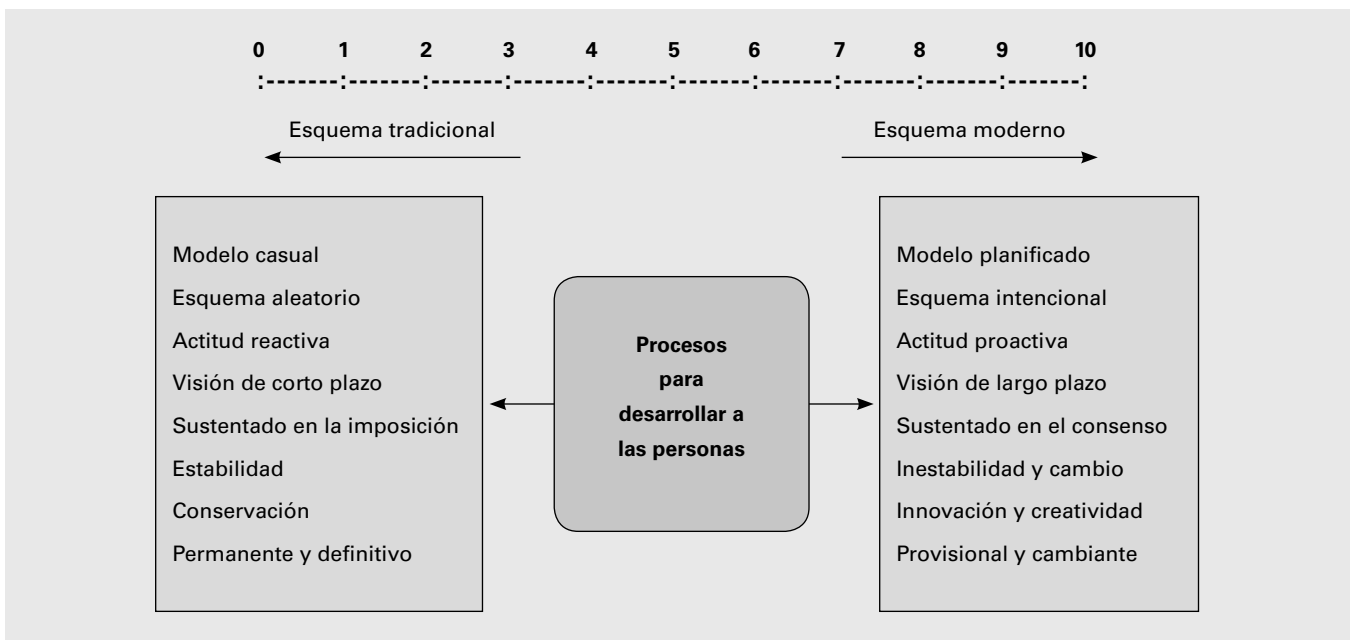 0 1 2 3 4 5 6 7 8 9 10
:-------:-------:-------:-------:-------:-------:-------:-------:-------:-------:
Esquema tradicional
Esquema moderno
Modelo casual
Esquema aleatorio
Actitud reactiva
Visión de corto plazo
Sustentado en la imposición
Estabilidad
Conservación
Permanente y definitivo
Procesos
para
desarrollar a
las personas
Modelo planificado
Esquema intencional
Actitud proactiva
Visión de largo plazo
Sustentado en el consenso
Inestabilidad y cambio
Innovación y creatividad
Provisional y cambiante